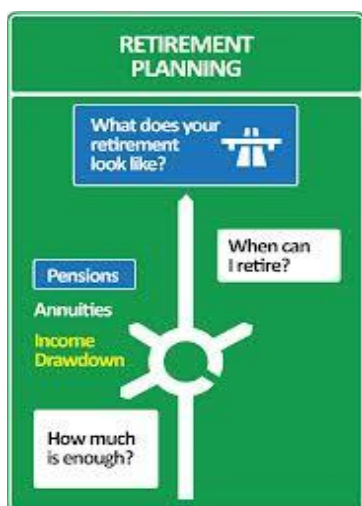 RETIREMENT
PLANNING
What does your
retirement
look like?
When can
I retire?
Pensions
Annuities
Income
Drawdown
How much
is enough?